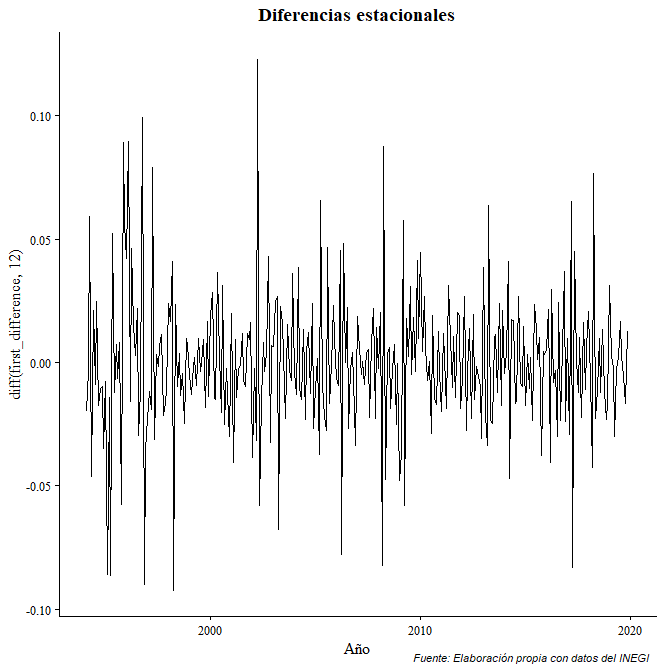 Diferencias estacionales
diff(first_difference, 12)
0.10
0.05
0.00
-0.05
-0.10
2000
2010
2020
Año
Fuente: Elaboración propia con datos del INEGI